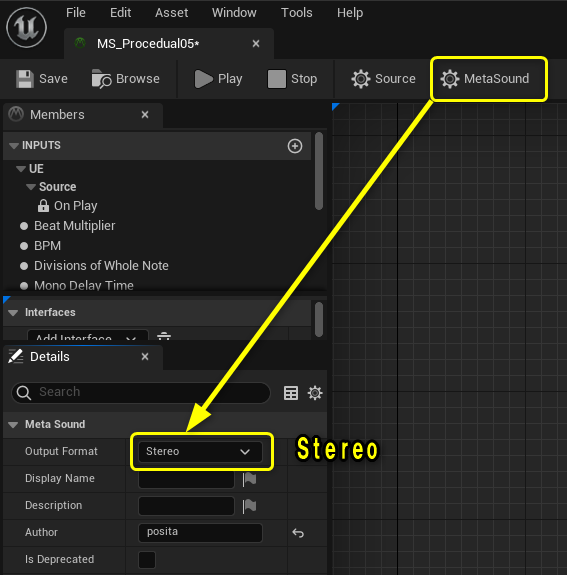 File Edit Asset Window Tools Help
MS_Procedual05*
Save Browse Play Stop Source MetaSound
Members
INPUTS
UE
Source
On Play
Beat Multiplier
BPM
Divisions of Whole Note
Mono Delay Time
Interfaces
Add Interface
Details
Search
Meta Sound
Output Format Stereo Stereo
Display Name
Description
Author posita
Is Deprecated